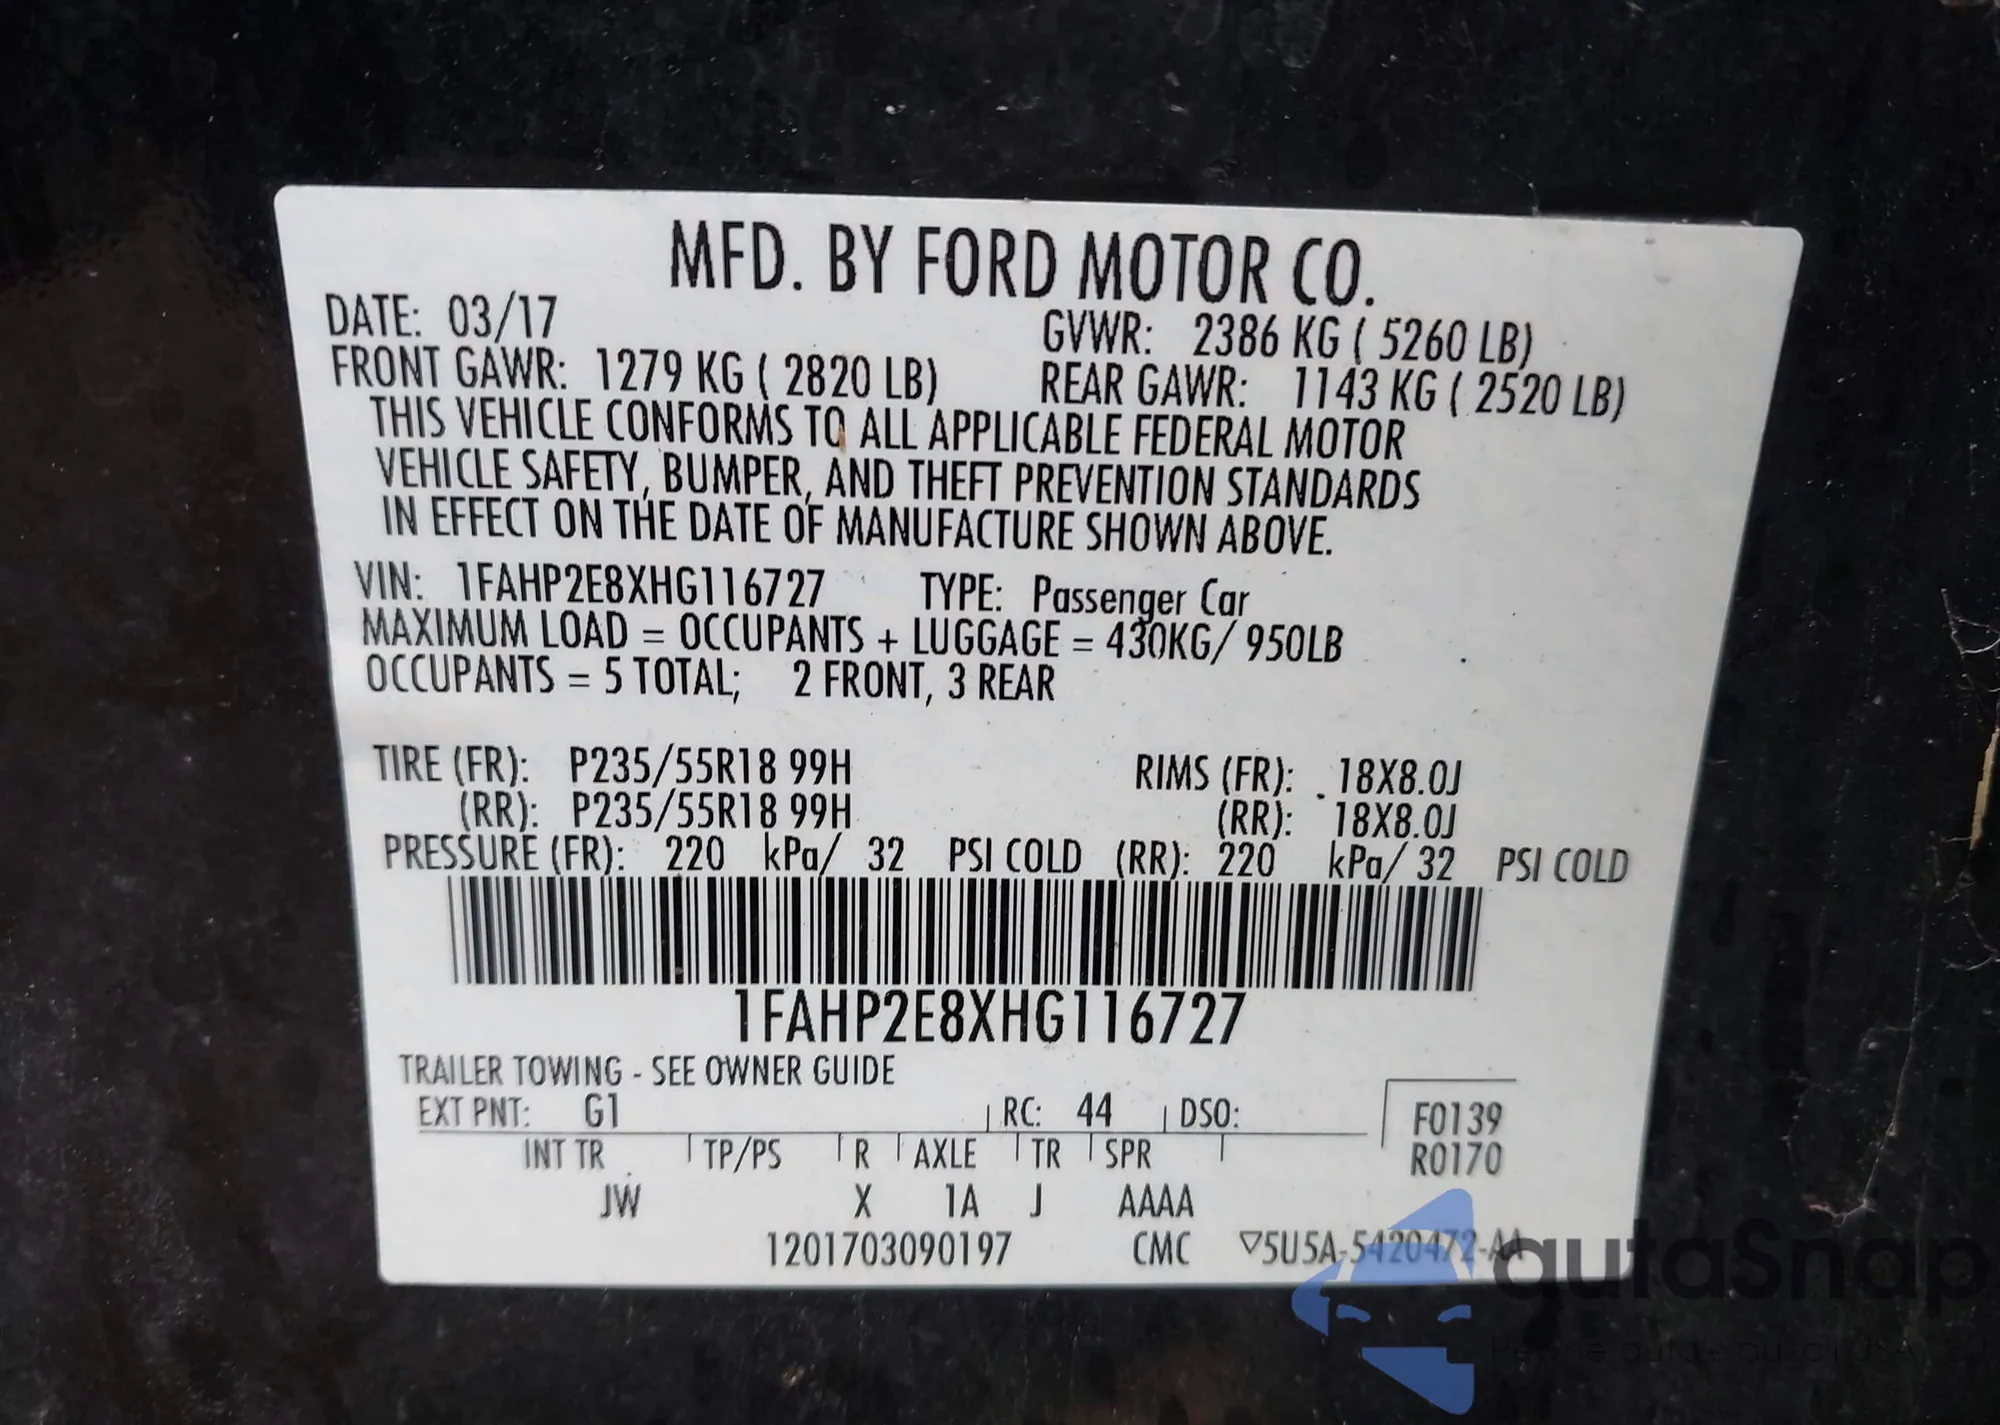 MFD. BY FORD MOTOR CO.
DATE: 03/17 GVWR: 2386 KG ( 5260 LB)
FRONT GAWR: 1279 KG ( 2820 LB) REAR GAWR: 1143 KG ( 2520 LB)
THIS VEHICLE CONFORMS TO ALL APPLICABLE FEDERAL MOTOR
VEHICLE SAFETY, BUMPER, AND THEFT PREVENTION STANDARDS
IN EFFECT ON THE DATE OF MANUFACTURE SHOWN ABOVE.
VIN: 1FAHP2E8XHG116727 TYPE: Passenger Car
MAXIMUM LOAD = OCCUPANTS + LUGGAGE = 430KG/ 950LB
OCCUPANTS = 5 TOTAL; 2 FRONT, 3 REAR
TIRE (FR): P235/55R18 99H RIMS (FR): 18X8.0J
(RR): P235/55R18 99H (RR): 18X8.0J
PRESSURE (FR): 220 kPa/ 32 PSI COLD (RR): 220 kPa/ 32 PSI COLD
1FAHP2E8XHG116727
TRAILER TOWING - SEE OWNER GUIDE
EXT PNT: G1 RC: 44 DSO: F0139
INT TR TP/PS R AXLE TR SPR R0170
JW X 1A J AAAA
1201703090197 CMC ▽5U5A-5420472-AA
autaSnap